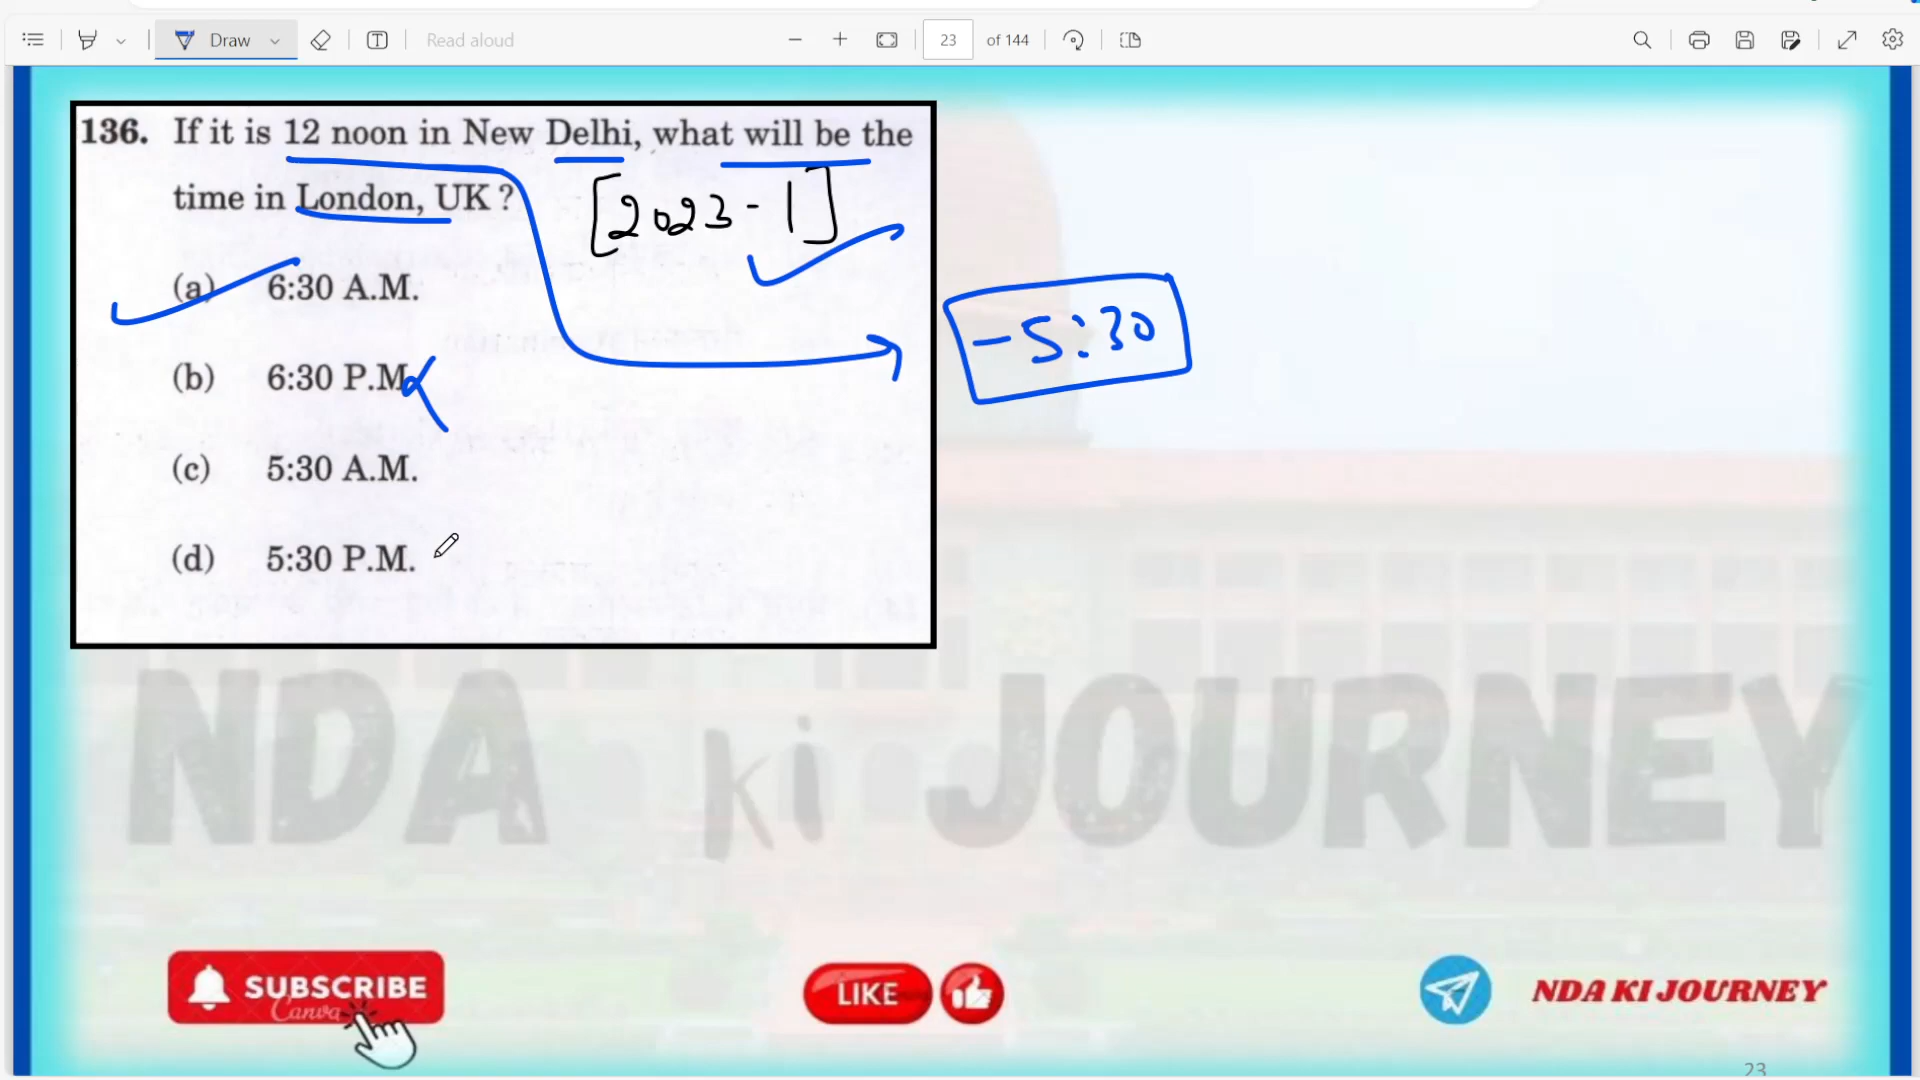 Draw
Read aloud
23
of 144
136. If it is 12 noon in New Delhi, what will be the
time in London, UK ?
[2023-1]
(a) 6:30 A.M.
-5:30
(b) 6:30 P.M.
(c) 5:30 A.M.
(d) 5:30 P.M.
NDA ki JOURNEY
SUBSCRIBE
Canva
LIKE
NDA KI JOURNEY
23